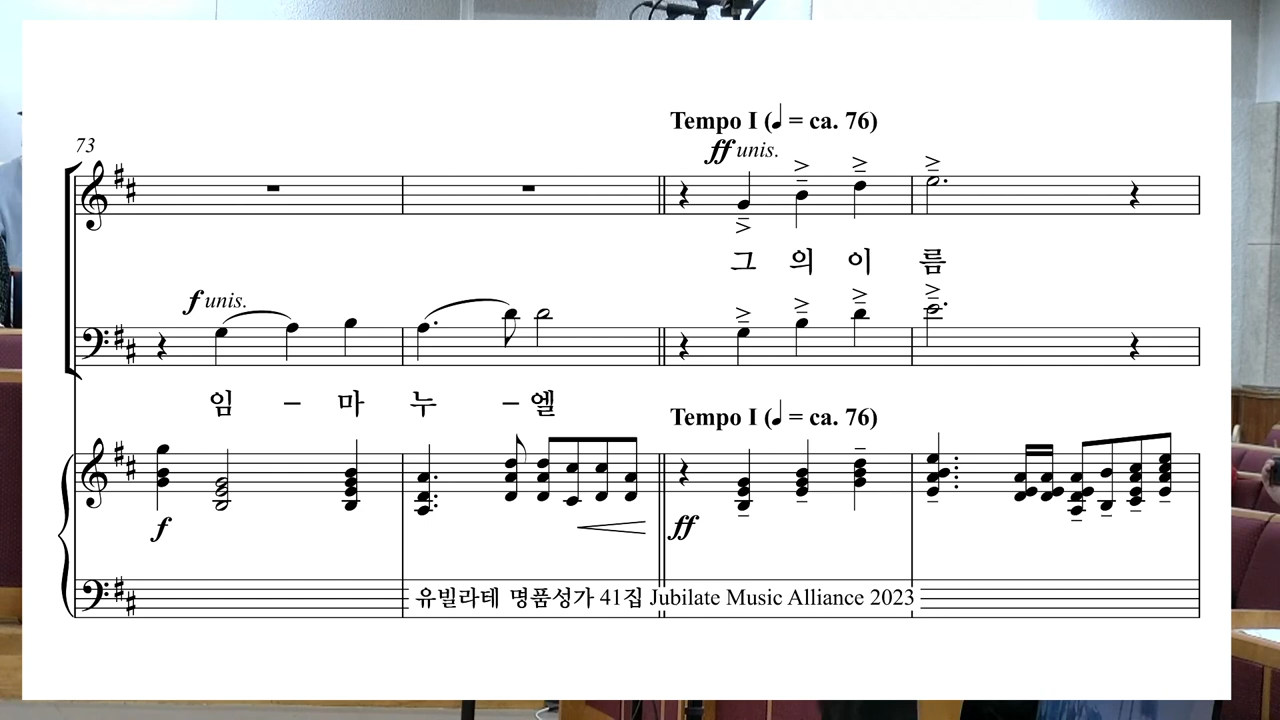 Tempo I (♩ = ca. 76)
73
ff unis.
그 의 이 름
f unis.
임 – 마 누 – 엘
Tempo I (♩ = ca. 76)
f
ff
유빌라테 명품성가 41집 Jubilate Music Alliance 2023